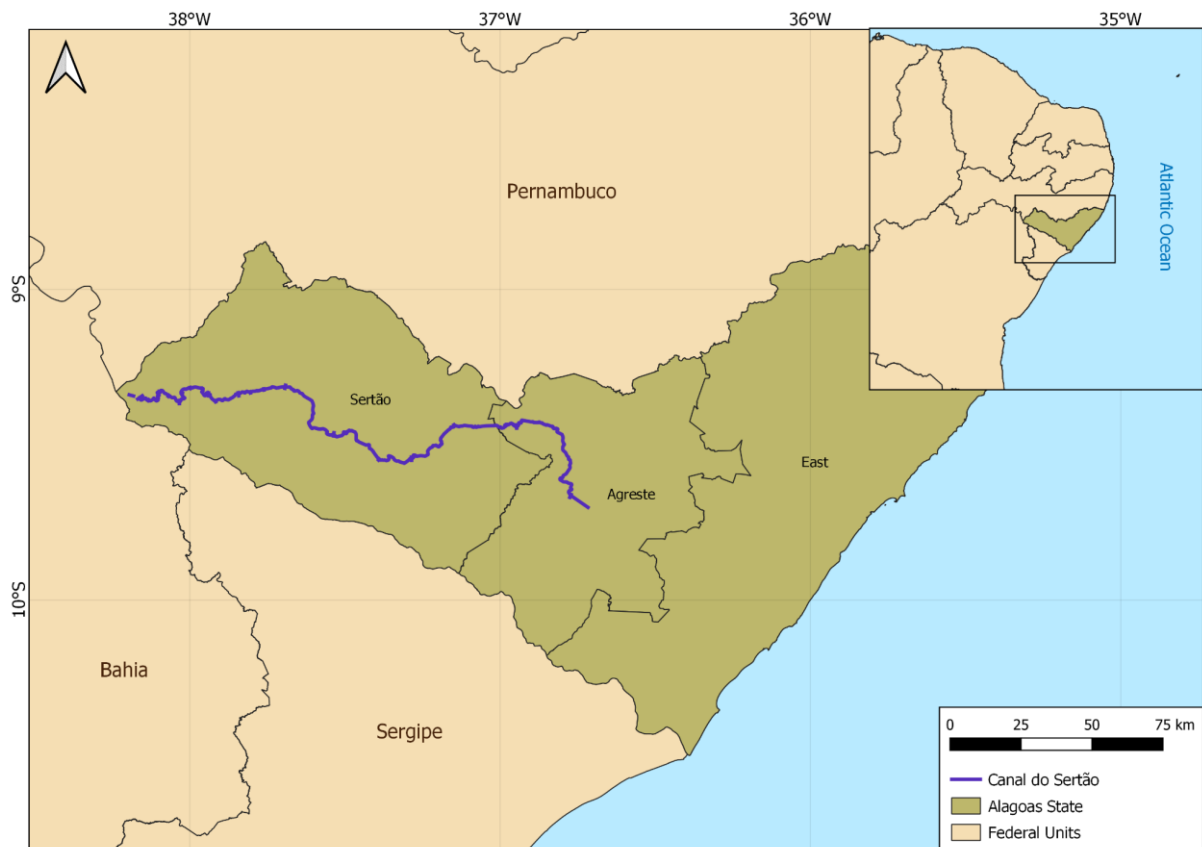 38°W
37°W
36°W
35°W
Atlantic Ocean
Pernambuco
9°S
Sertão
East
Agreste
10°S
Bahia
Sergipe
0 25 50 75 km
Canal do Sertão
Alagoas State
Federal Units